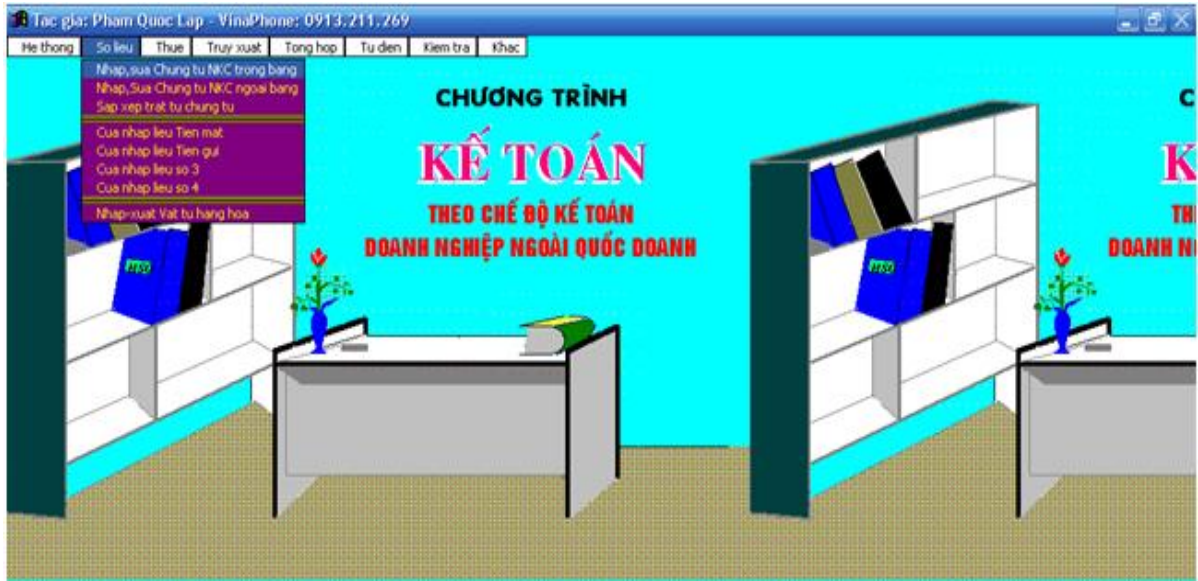 Tac gia: Pham Quoc Lap - VinaPhone: 0913.211.269
He thong So lieu Thue Truy xuat Tong hop Tu dien Kiem tra Khac
Nhap,sua Chung tu NKC trong bang
Nhap,Sua Chung tu NKC ngoai bang
Sap xep trat tu chung tu
Cua nhap lieu Tien mat
Cua nhap lieu Tien gui
Cua nhap lieu so 3
Cua nhap lieu so 4
Nhap-xuat Vat tu hang hoa
CHƯƠNG TRÌNH
KẾ TOÁN
THEO CHẾ ĐỘ KẾ TOÁN
DOANH NGHIỆP NGOÀI QUỐC DOANH
C
K
TH
DOANH N